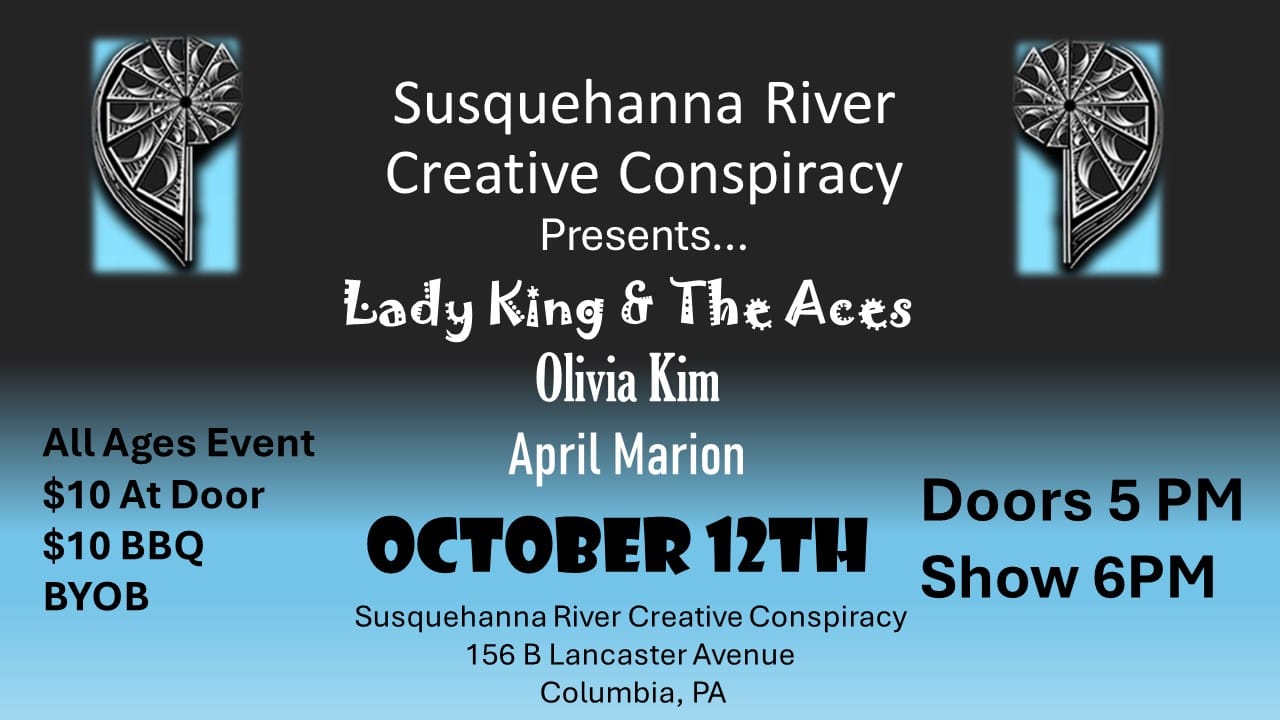 Susquehanna River
Creative Conspiracy
Presents...
Lady King & The Aces
Olivia Kim
April Marion
All Ages Event
$10 At Door
$10 BBQ
BYOB
OCTOBER 12TH
Doors 5 PM
Show 6PM
Susquehanna River Creative Conspiracy
156 B Lancaster Avenue
Columbia, PA